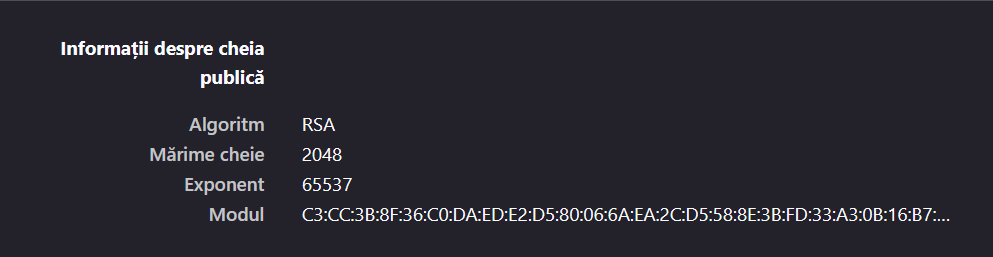 Informații despre cheia
publică
Algoritm RSA
Mărime cheie 2048
Exponent 65537
Modul C3:CC:3B:8F:36:C0:DA:ED:E2:D5:80:06:6A:EA:2C:D5:58:8E:3B:FD:33:A3:0B:16:B7:...